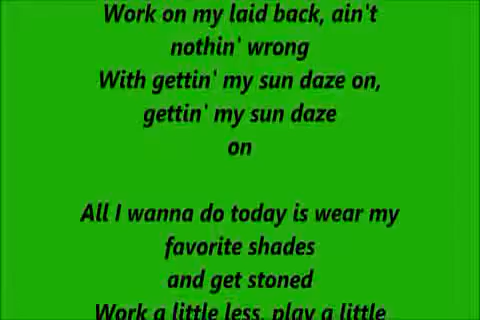 Work on my laid back, ain't
nothin' wrong
With gettin' my sun daze on,
gettin' my sun daze
on
All I wanna do today is wear my
favorite shades
and get stoned
Work a little less, play a little